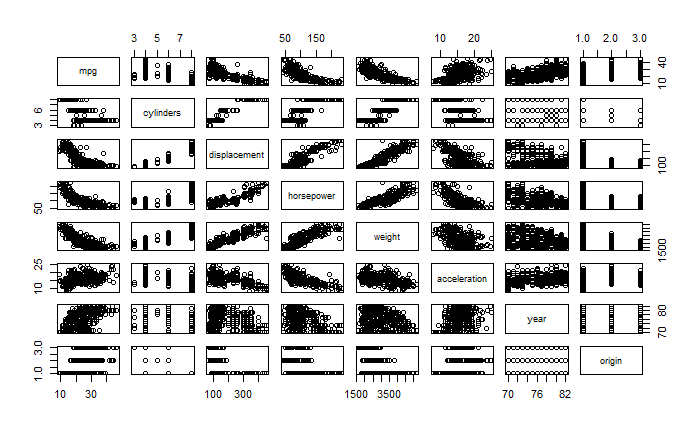 3 5 7 50 150 10 20 1.0 3.0
mpg 10 40
3 6 cylinders
displacement 100
50 horsepower
weight 1500
10 25 acceleration
year 70 80
1.0 3.0 origin
10 30 100 300 1500 3500 70 76 82